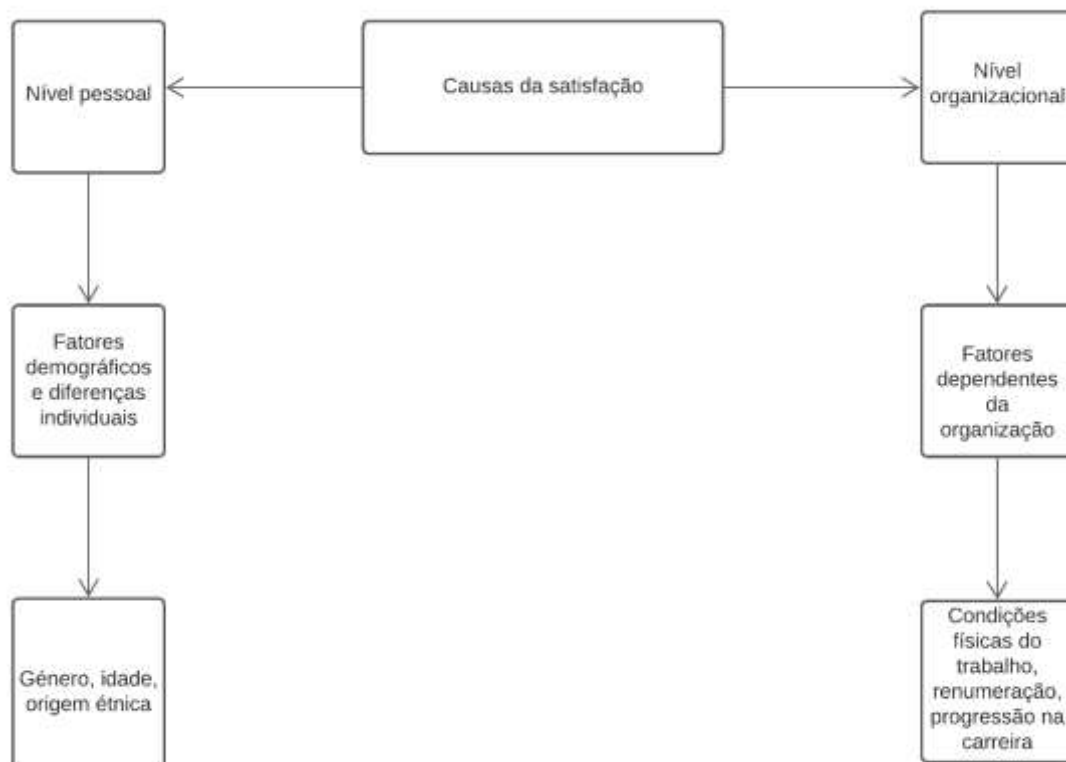 Nível pessoal
Causas da satisfação
Nível
organizacional
Fatores
demográficos
e diferenças
individuais
Fatores
dependentes
da
organização
Género, idade,
origem étnica
Condições
físicas do
trabalho,
renumeração,
progressão na
carreira